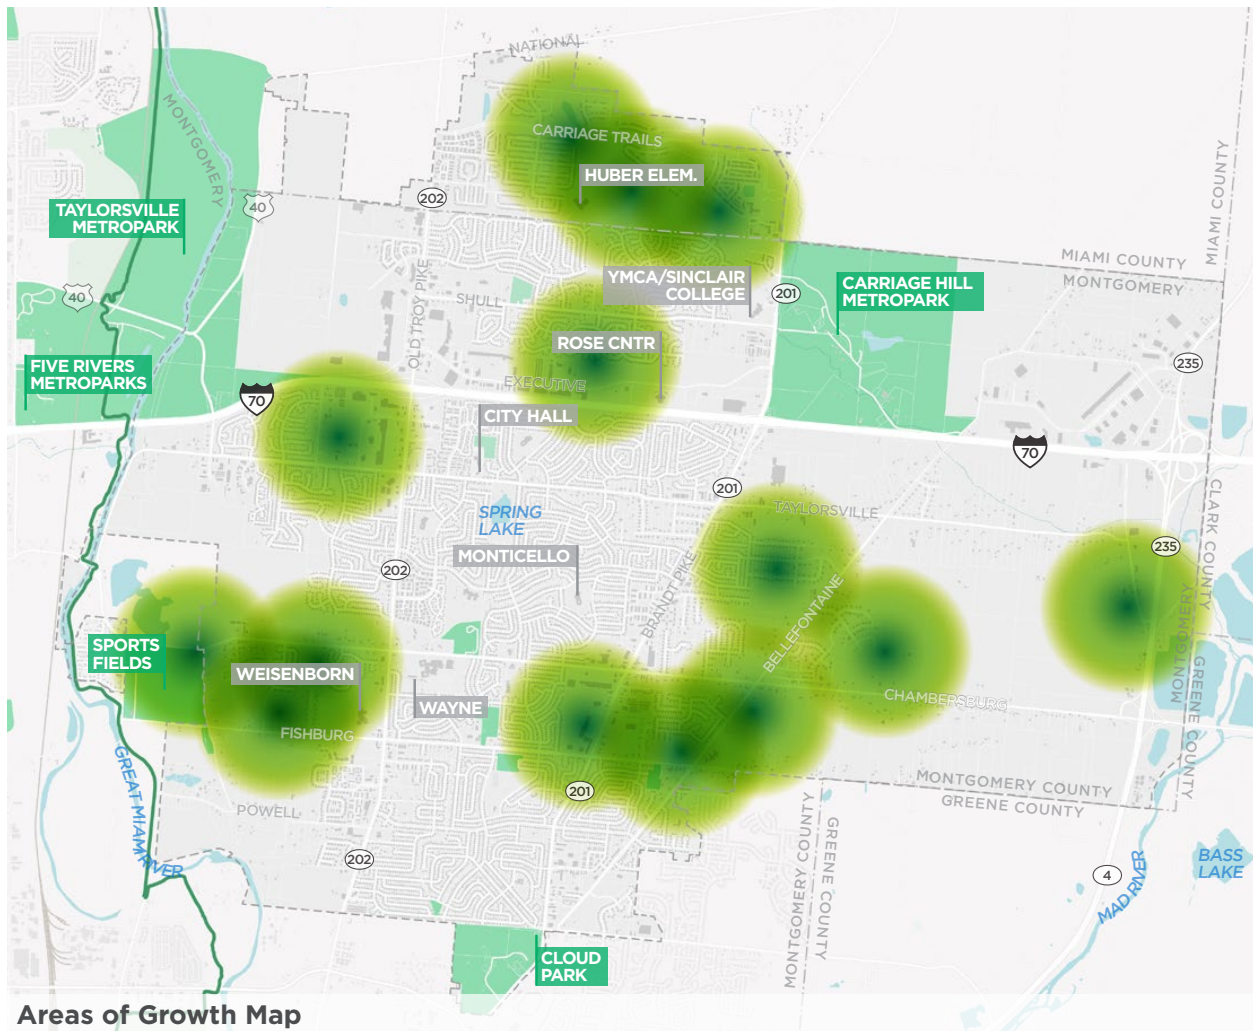 NATIONAL
MONTGOMERY
CARRIAGE TRAILS
HUBER ELEM.
202
40
TAYLORSVILLE
METROPARK
MIAMI COUNTY
MIAMI COUNTY
MONTGOMERY
YMCA/SINCLAIR
COLLEGE
201
CARRIAGE HILL
METROPARK
40
SHULL
OLD TROY PIKE
ROSE CNTR
235
FIVE RIVERS
METROPARKS
EXECUTIVE
70
CITY HALL
70
201
SPRING
LAKE
TAYLORSVILLE
CLARK COUNTY
MONTICELLO
235
202
BRANDT PIKE
BELLEFONTAINE
MONTGOMERY
GREENE COUNTY
SPORTS
FIELDS
WEISENBORN
WAYNE
CHAMBERSBURG
FISHBURG
GREAT MIAMI RIVER
201
MONTGOMERY COUNTY
GREENE COUNTY
POWELL
MONTGOMERY COUNTY
GREENE COUNTY
202
4
MAD RIVER
BASS
LAKE
CLOUD
PARK
Areas of Growth Map